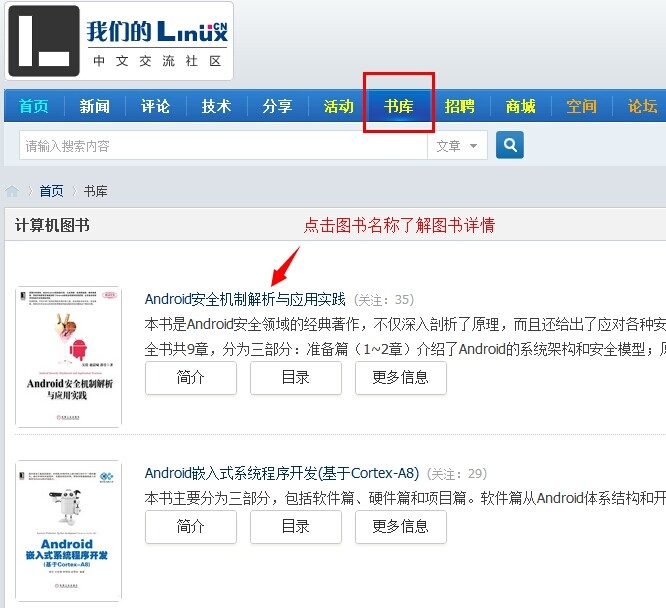 我们的Linux CN
中文交流社区
首页 新闻 评论 技术 分享 活动 书库 招聘 商城 空间 论坛
请输入搜索内容 文章
首页 书库
计算机图书
点击图书名称了解图书详情
Android安全机制解析与应用实践 (关注：35)
本书是Android安全领域的经典著作，不仅深入剖析了原理，而且还给出了应对各种安
全书共9章，分为三部分：准备篇（1~2章）介绍了Android的系统架构和安全模型；原
简介 目录 更多信息
Android安全机制解析
与应用实践
Android嵌入式系统程序开发(基于Cortex-A8) (关注：29)
本书主要分为三部分，包括软件篇、硬件篇和项目篇。软件篇从Android体系结构和开
简介 目录 更多信息
Android
嵌入式系统程序开发
(基于Cortex-A8)